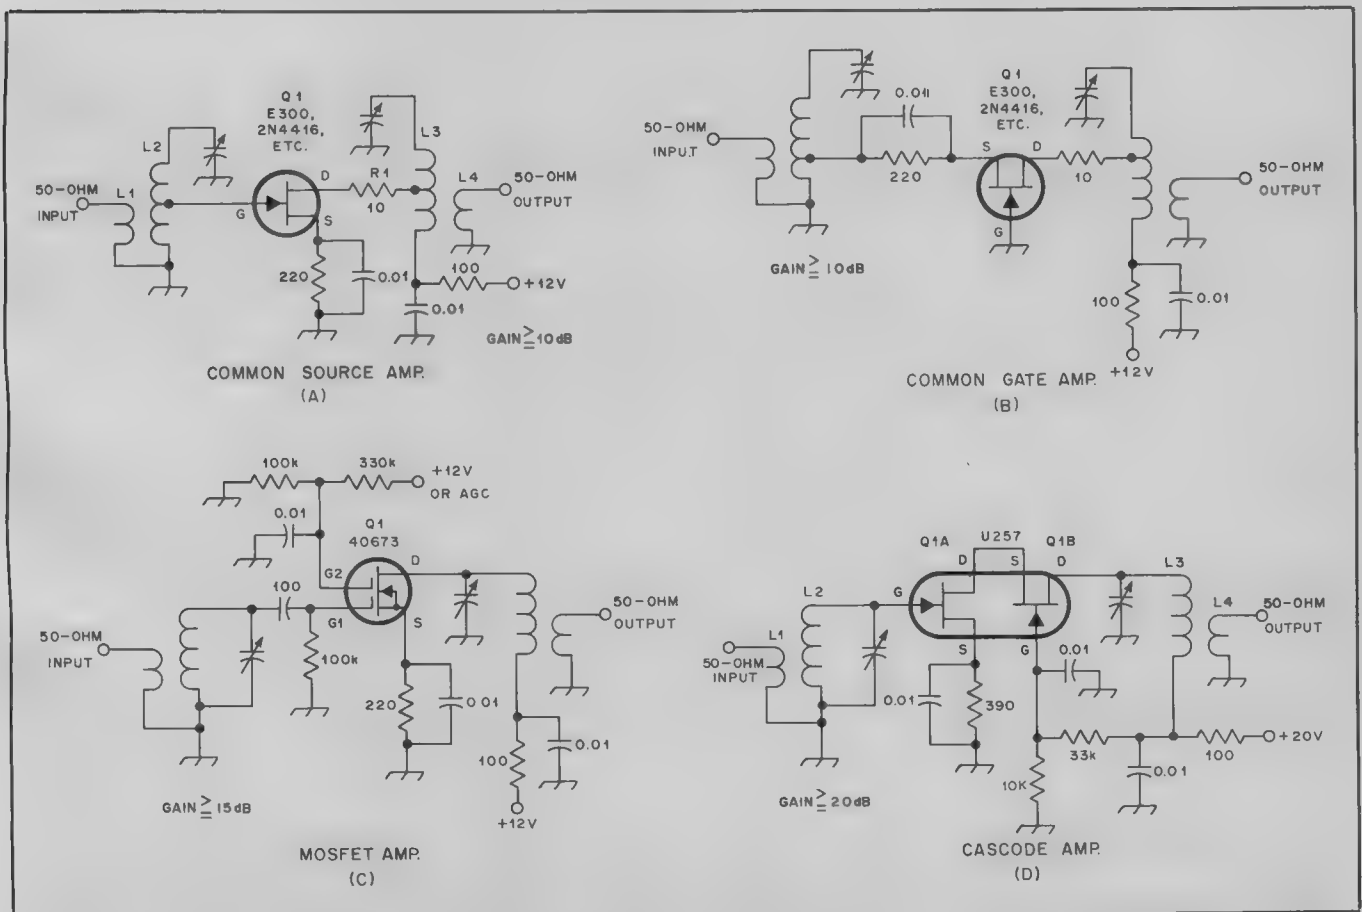 Q1
E300,
2N4416,
ETC.
L3
L2
50-OHM
INPUT
L1
G
D
S
R1
10
L4
50-OHM
OUTPUT
220
0.01
100
+12V
0.01
GAIN ≧ 10dB
COMMON SOURCE AMP.
(A)
Q1
E300,
2N4416,
ETC.
0.01
50-OHM
INPUT
S
D
220
10
G
50-OHM
OUTPUT
GAIN ≧ 10dB
100
0.01
+12V
COMMON GATE AMP.
(B)
100k
330k
+12V
OR AGC
0.01
Q1
40673
D
G2
100
G1
S
50-OHM
INPUT
50-OHM
OUTPUT
100k
220
0.01
0.01
100
GAIN ≧ 15dB
+12V
MOSFET AMP.
(C)
Q1A
U257
Q1B
D
S
D
L3
G
L2
L4
50-OHM
OUTPUT
L1
50-OHM
INPUT
S
G
0.01
0.01
390
33k
100
+20V
10K
0.01
GAIN ≧ 20dB
CASCODE AMP.
(D)